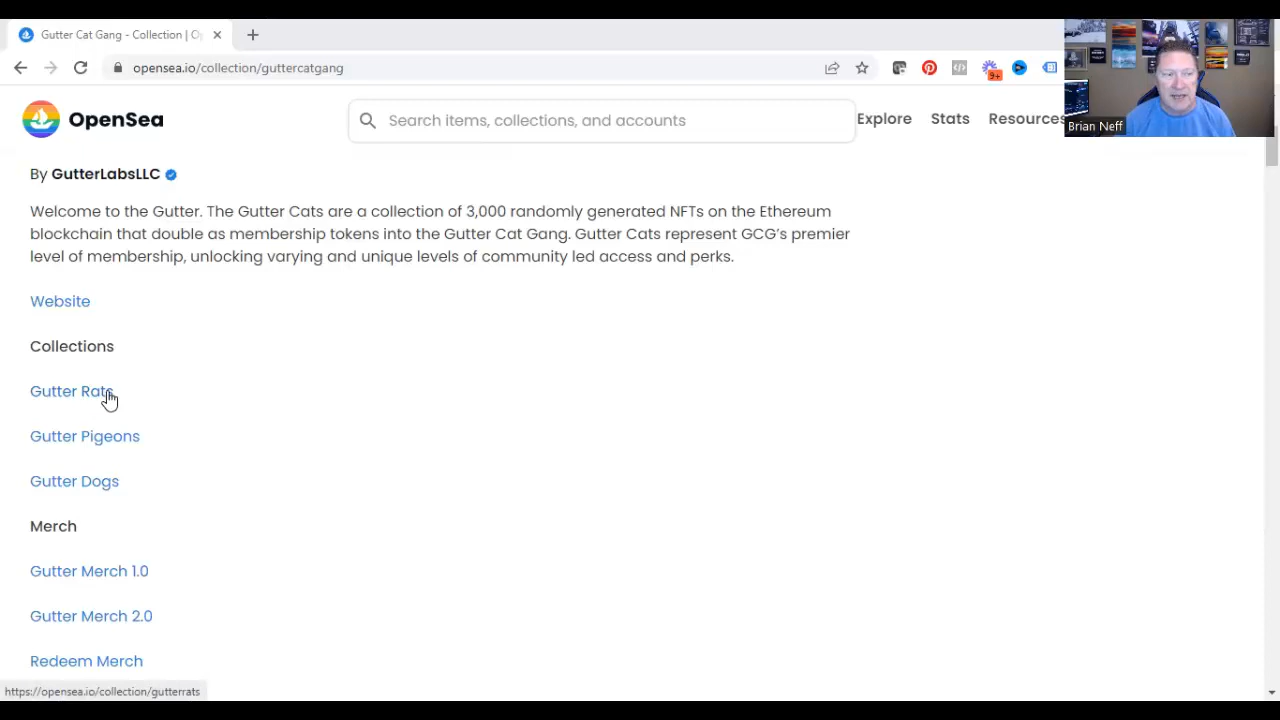 Gutter Cat Gang - Collection | O
opensea.io/collection/guttercatgang
9+
Brian Neff
OpenSea
Search items, collections, and accounts
Explore
Stats
Resources
By GutterLabsLLC
Welcome to the Gutter. The Gutter Cats are a collection of 3,000 randomly generated NFTs on the Ethereum
blockchain that double as membership tokens into the Gutter Cat Gang. Gutter Cats represent GCG's premier
level of membership, unlocking varying and unique levels of community led access and perks.
Website
Collections
Gutter Rats
Gutter Pigeons
Gutter Dogs
Merch
Gutter Merch 1.0
Gutter Merch 2.0
Redeem Merch
https://opensea.io/collection/gutterrats